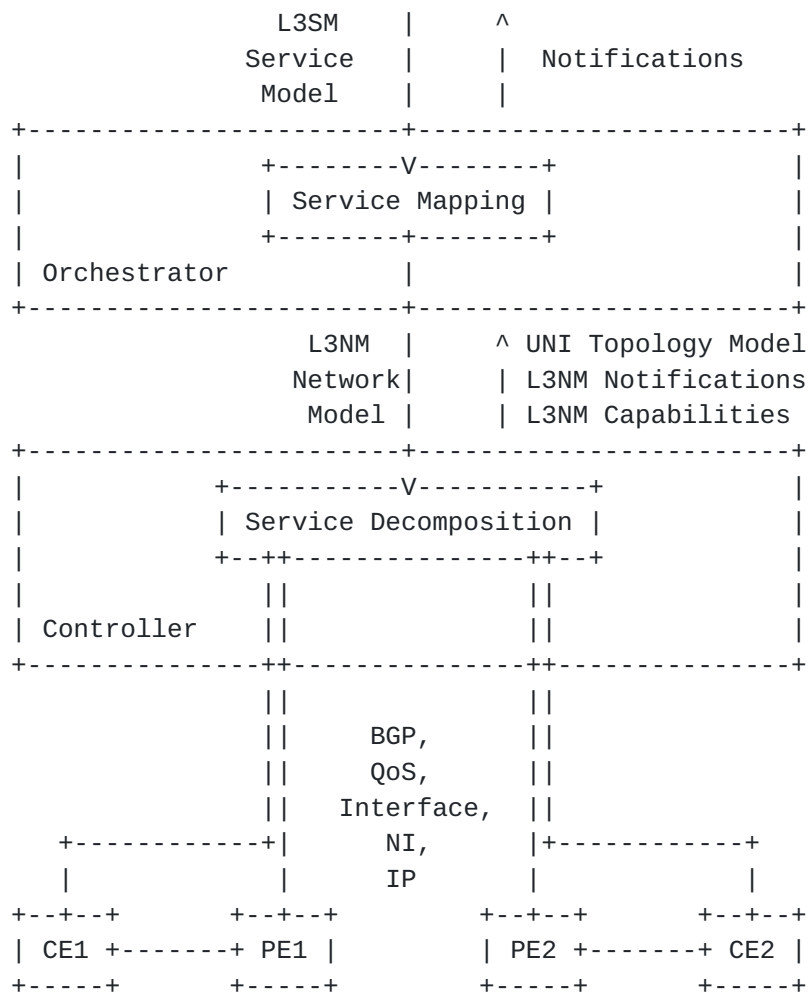 L3SM
Service Notifications
Model
Service Mapping
Orchestrator
L3NM UNI Topology Model
Network L3NM Notifications
Model L3NM Capabilities
Service Decomposition
Controller
BGP,
QoS,
Interface,
NI,
IP
CE1 PE1 PE2 CE2